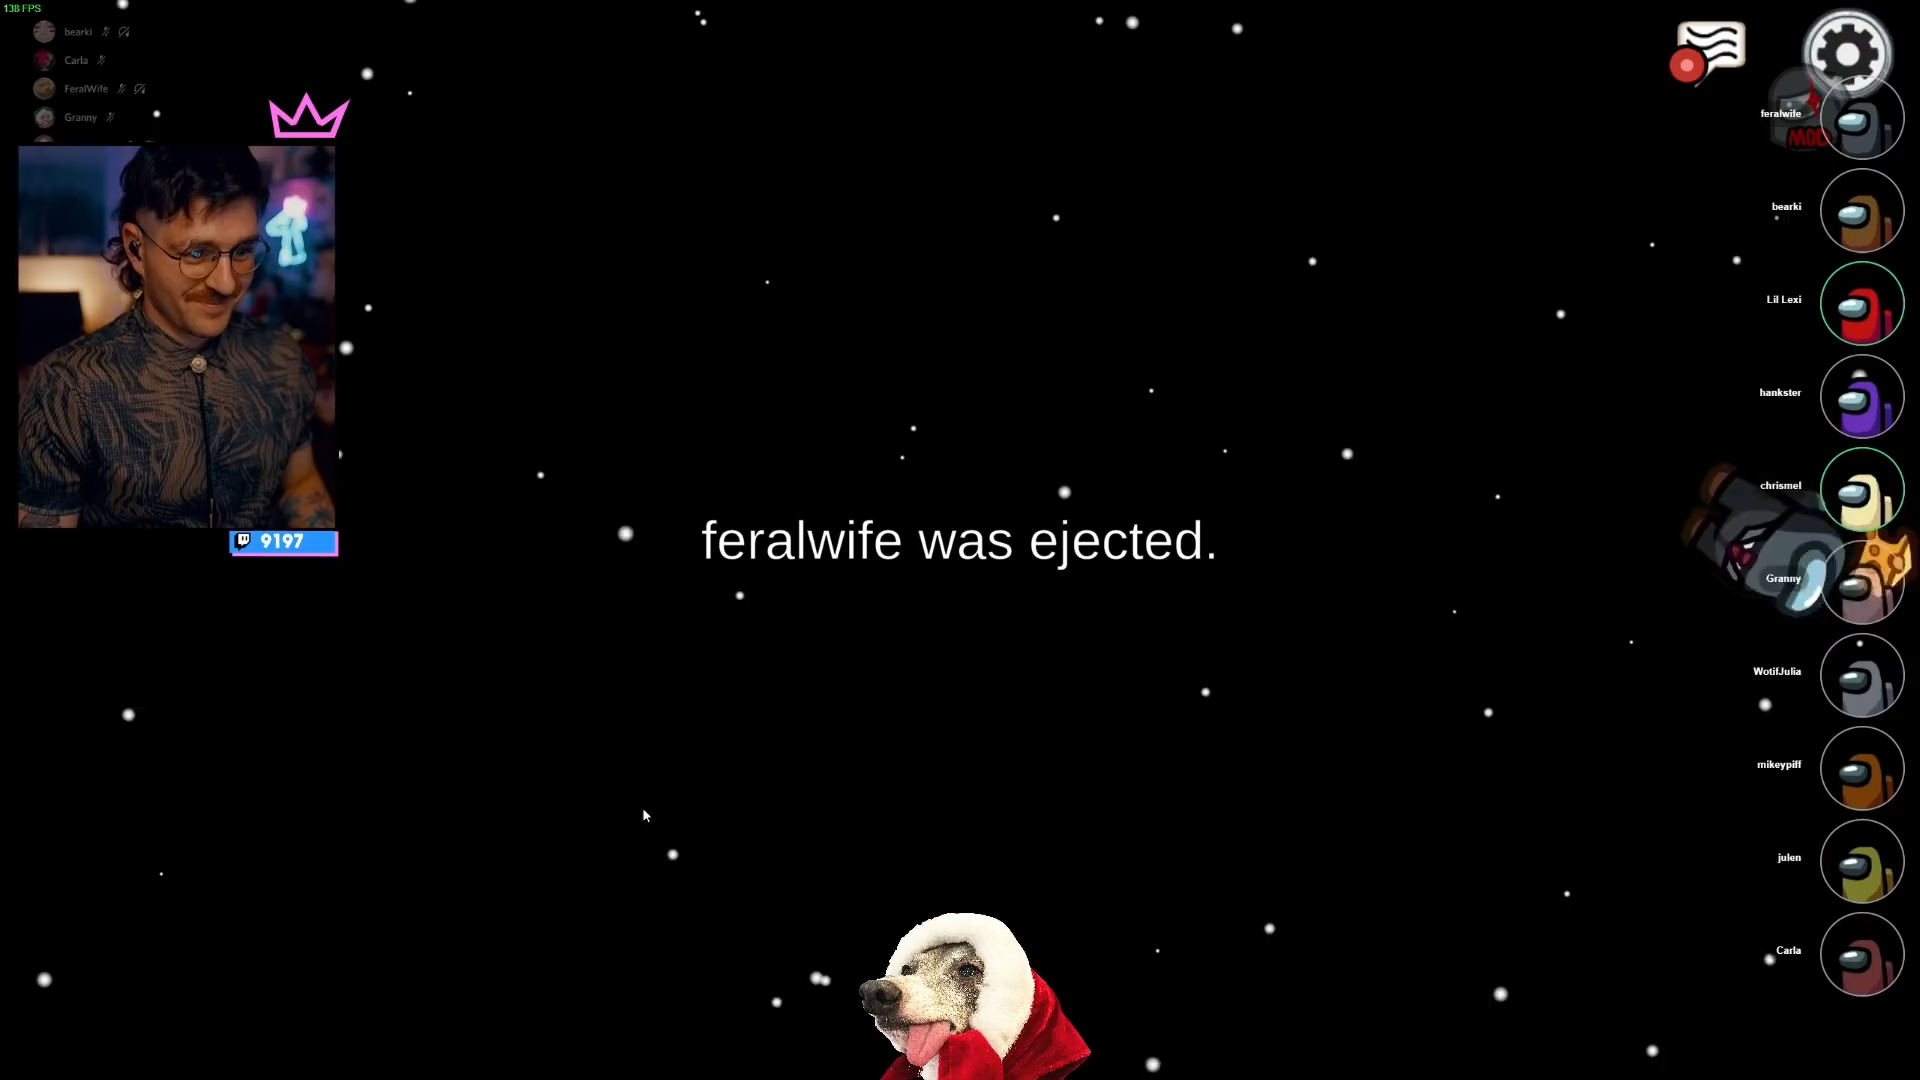 138 FPS
bearki
Carla
FeralWife
Granny
9197
feralwife was ejected.
MOD
feralwife
bearki
Lil Lexi
hankster
chrismel
Granny
WotifJulia
mikeypiff
julen
Carla